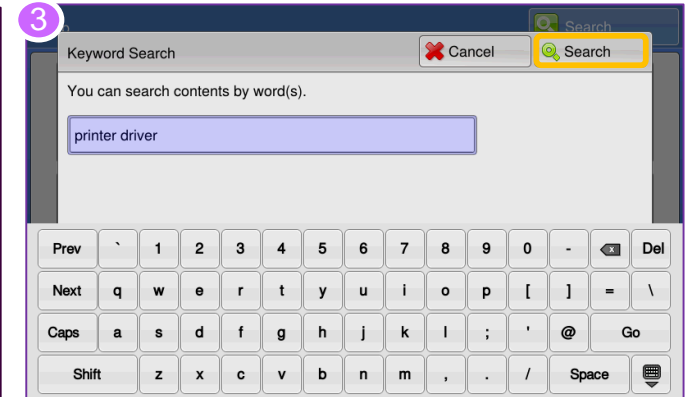 3
Search
Keyword Search Cancel Search
You can search contents by word(s).
printer driver
Prev ` 1 2 3 4 5 6 7 8 9 0 - x Del
Next q w e r t y u i o p [ ] = \
Caps a s d f g h j k l ; ' @ Go
Shift z x c v b n m , . / Space